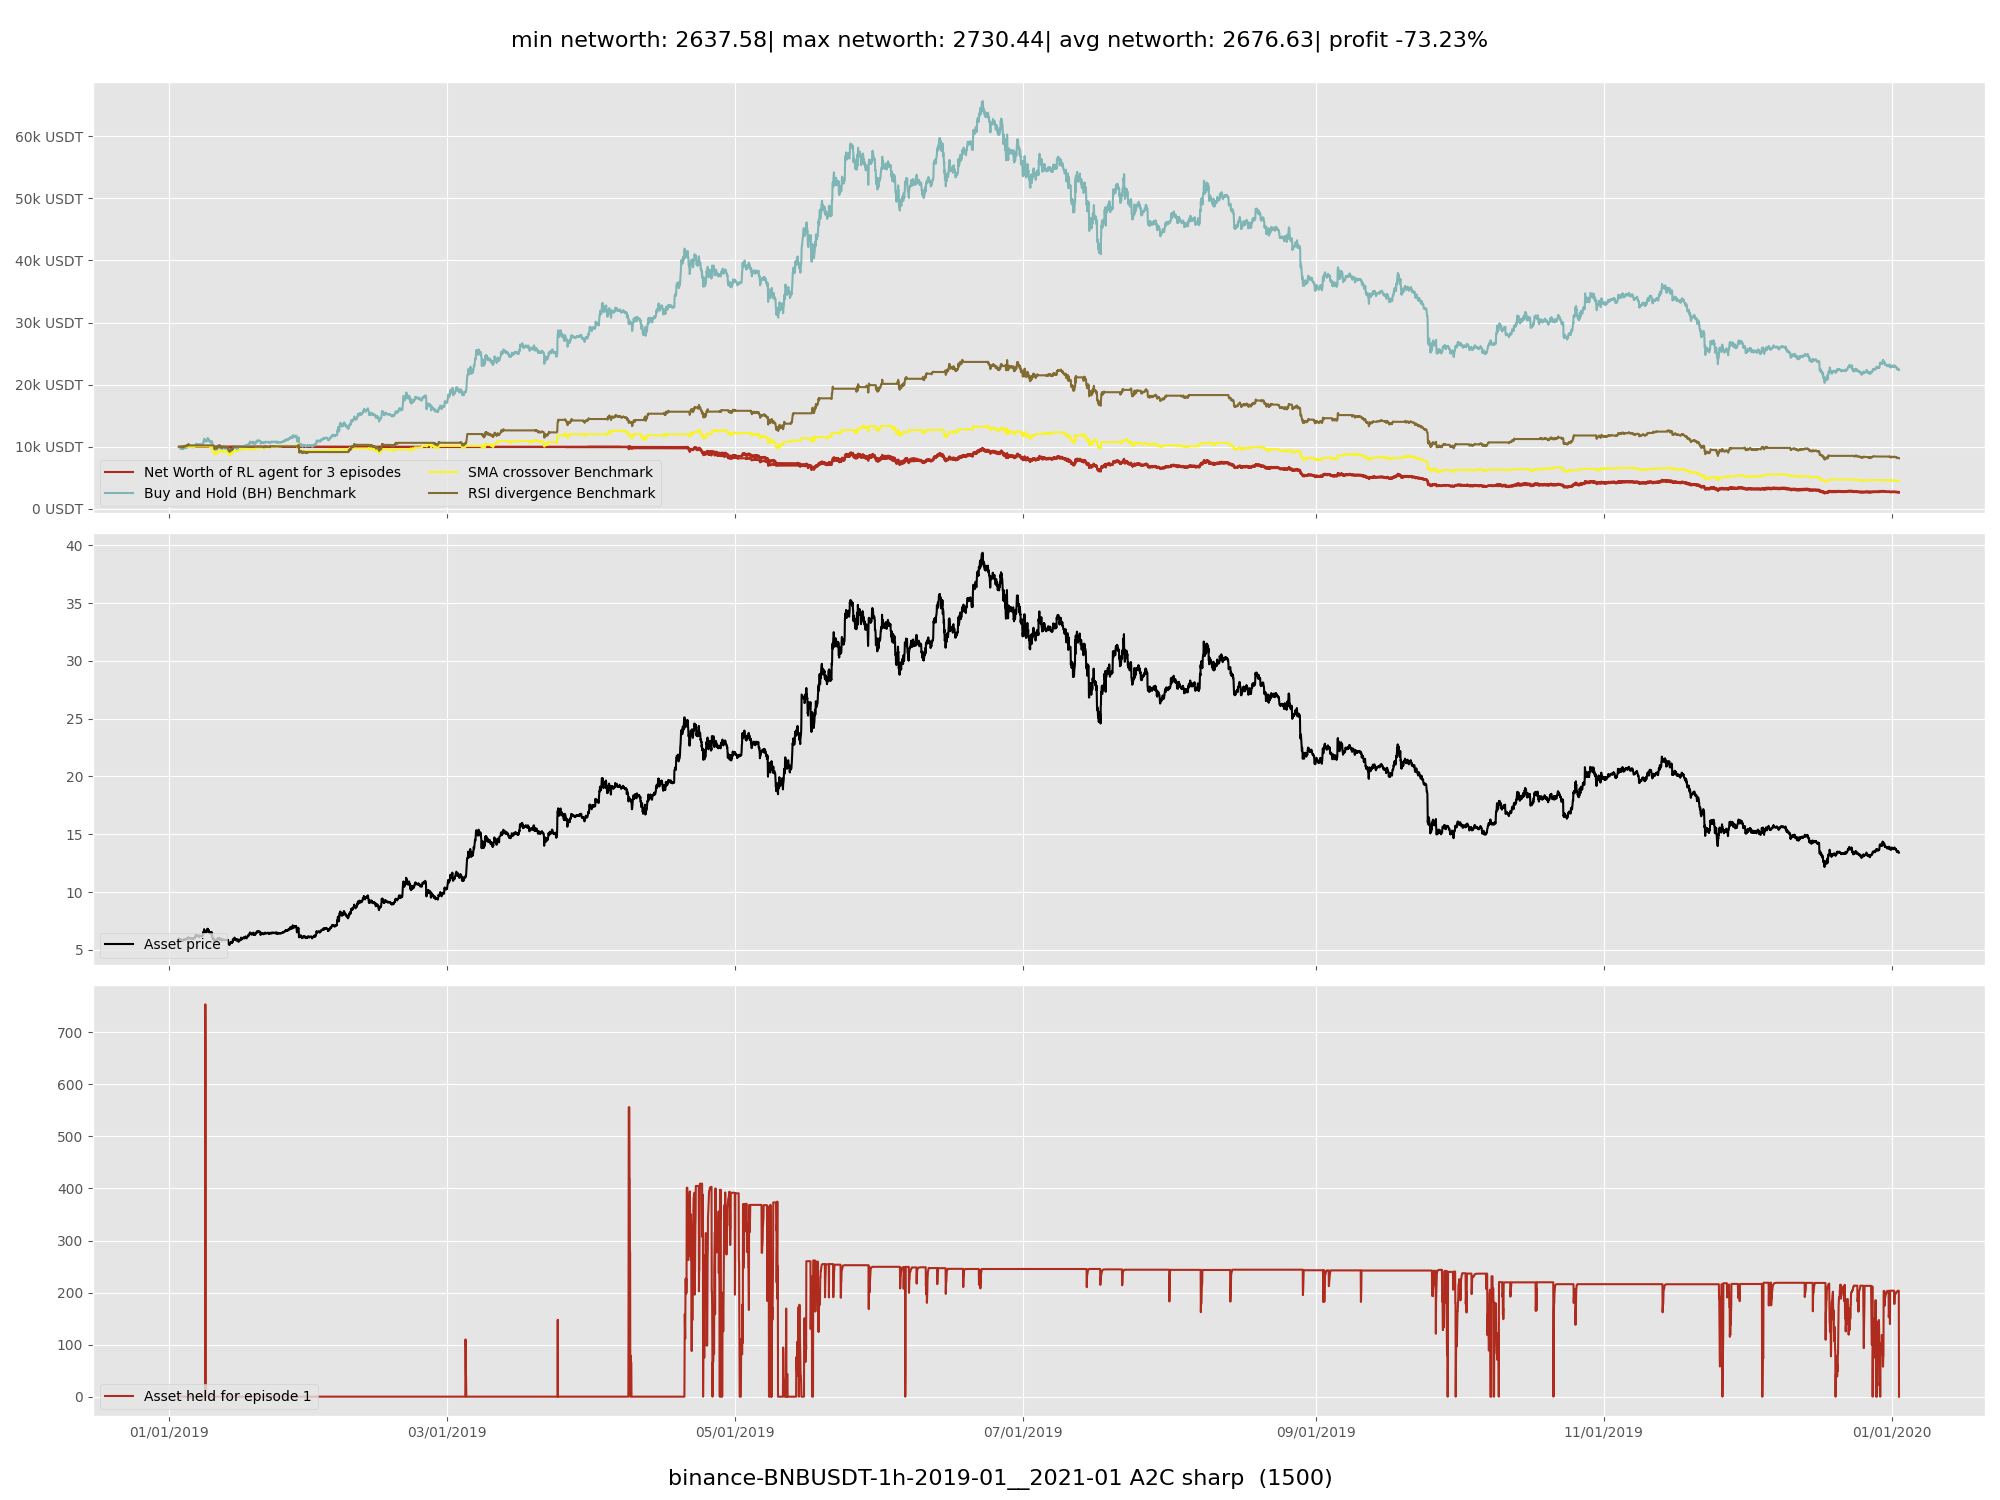 min networth: 2637.58| max networth: 2730.44| avg networth: 2676.63| profit -73.23%
60k USDT
50k USDT
40k USDT
30k USDT
20k USDT
10k USDT
0 USDT
Net Worth of RL agent for 3 episodes
Buy and Hold (BH) Benchmark
SMA crossover Benchmark
RSI divergence Benchmark
40
35
30
25
20
15
10
5
Asset price
700
600
500
400
300
200
100
0
Asset held for episode 1
01/01/2019 03/01/2019 05/01/2019 07/01/2019 09/01/2019 11/01/2019 01/01/2020
binance-BNBUSDT-1h-2019-01__2021-01 A2C sharp  (1500)